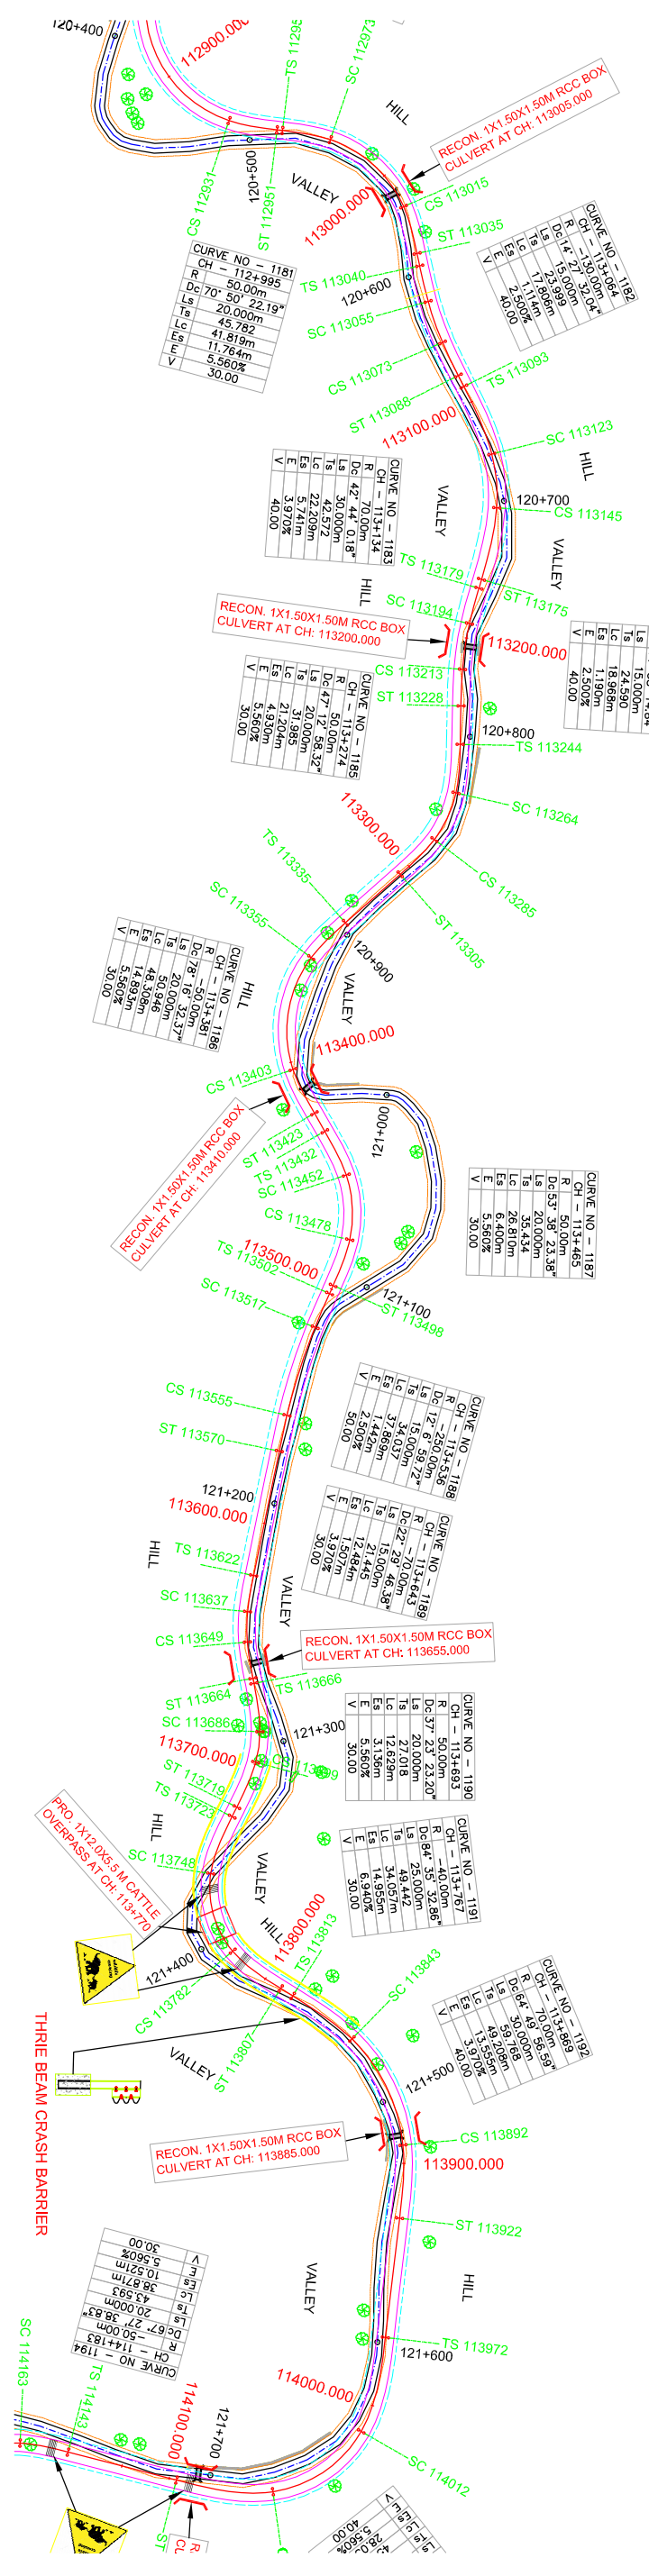 120+400
112900.000
TS 11295
SC 112973
HILL
RECON. 1X1.50X1.50M RCC BOX
CULVERT AT CH: 113005.000
CS 112931
120+500
ST 112951
VALLEY
113000.000
CS 113015
ST 113035
TS 113040
120+600
SC 113055
CURVE NO - 1181
CH - 112+995
R 50.00m
Dc 70° 50' 22.19"
Ls 20.000m
Ts 45.782
Lc 41.819m
Es 11.764m
E 5.560%
V 30.00
CURVE NO - 1182
CH - 113+064
R -130.00m
Dc 14° 27' 32.04"
Ls 15.000m
Ts 23.999
Lc 17.806m
Es 1.114m
E 2.500%
V 40.00
CS 113073
ST 113088
TS 113093
113100.000
SC 113123
HILL
CURVE NO - 1183
CH - 113+134
R 70.00m
Dc 42° 44' 0.18"
Ls 30.000m
Ts 42.572
Lc 22.209m
Es 5.741m
E 3.970%
V 40.00
VALLEY
120+700
CS 113145
VALLEY
TS 113179
HILL
ST 113175
SC 113194
RECON. 1X1.50X1.50M RCC BOX
CULVERT AT CH: 113200.000
113200.000
Ls 15.000m
Ts 24.590
Lc 18.968m
Es 1.190m
E 2.500%
V 40.00
CS 113213
ST 113228
CURVE NO - 1185
CH - 113+274
R 50.00m
Dc 47° 12' 58.32"
Ls 20.000m
Ts 31.985
Lc 21.204m
Es 4.930m
E 5.560%
V 30.00
120+800
TS 113244
SC 113264
113300.000
CS 113285
TS 113335
ST 113305
SC 113355
120+900
CURVE NO - 1186
CH - 113+381
R -50.00m
Dc 78° 16' 32.37"
Ls 20.000m
Ts 50.946
Lc 48.308m
Es 14.893m
E 5.560%
V 30.00
HILL
VALLEY
113400.000
CS 113403
RECON. 1X1.50X1.50M RCC BOX
CULVERT AT CH: 113410.000
121+000
ST 113423
TS 113432
SC 113452
CURVE NO - 1187
CH - 113+465
R 50.00m
Dc 53° 38' 23.38"
Ls 20.000m
Ts 35.434
Lc 26.810m
Es 6.400m
E 5.560%
V 30.00
CS 113478
113500.000
TS 113502
121+100
ST 113498
SC 113517
CURVE NO - 1188
CH - 113+536
R -250.00m
Dc 12° 6' 59.72"
Ls 15.000m
Ts 34.037
Lc 37.869m
Es 1.442m
E 2.500%
V 50.00
CS 113555
ST 113570
121+200
113600.000
CURVE NO - 1189
CH - 113+643
R -70.00m
Dc 22° 29' 46.38"
Ls 15.000m
Ts 21.445
Lc 12.484m
Es 1.507m
E 3.970%
V 30.00
HILL
TS 113622
VALLEY
SC 113637
CS 113649
RECON. 1X1.50X1.50M RCC BOX
CULVERT AT CH: 113655.000
TS 113666
ST 113664
SC 113686
121+300
CURVE NO - 1190
CH - 113+693
R 50.00m
Dc 37° 23' 23.20"
Ls 20.000m
Ts 27.018
Lc 12.629m
Es 3.136m
E 5.560%
V 30.00
113700.000
ST 113719
TS 113723
PRO. 1X12.0X5.5 M CATTLE
OVERPASS AT CH: 113+770
HILL
SC 113748
VALLEY
CURVE NO - 1191
CH - 113+767
R -40.00m
Dc 84° 35' 32.86"
Ls 25.000m
Ts 49.442
Lc 34.057m
Es 14.955m
E 6.940%
V 30.00
HILL
113800.000
TS 113813
121+400
SC 113843
CS 113782
ST 113807
VALLEY
CURVE NO - 1192
CH - 113+869
R 70.00m
Dc 64° 49' 56.59"
Ls 30.000m
Ts 59.768
Lc 49.208m
Es 13.555m
E 3.970%
V 40.00
THRIE BEAM CRASH BARRIER
121+500
RECON. 1X1.50X1.50M RCC BOX
CULVERT AT CH: 113885.000
CS 113892
113900.000
ST 113922
VALLEY
HILL
CURVE NO - 1194
CH - 114+183
R -50.00m
Dc 67° 27' 38.83"
Ls 20.000m
Ts 43.593
Lc 38.871m
Es 10.521m
E 5.560%
V 30.00
TS 113972
121+600
114000.000
SC 114012
SC 114163
TS 114143
114100.000
121+700
ST